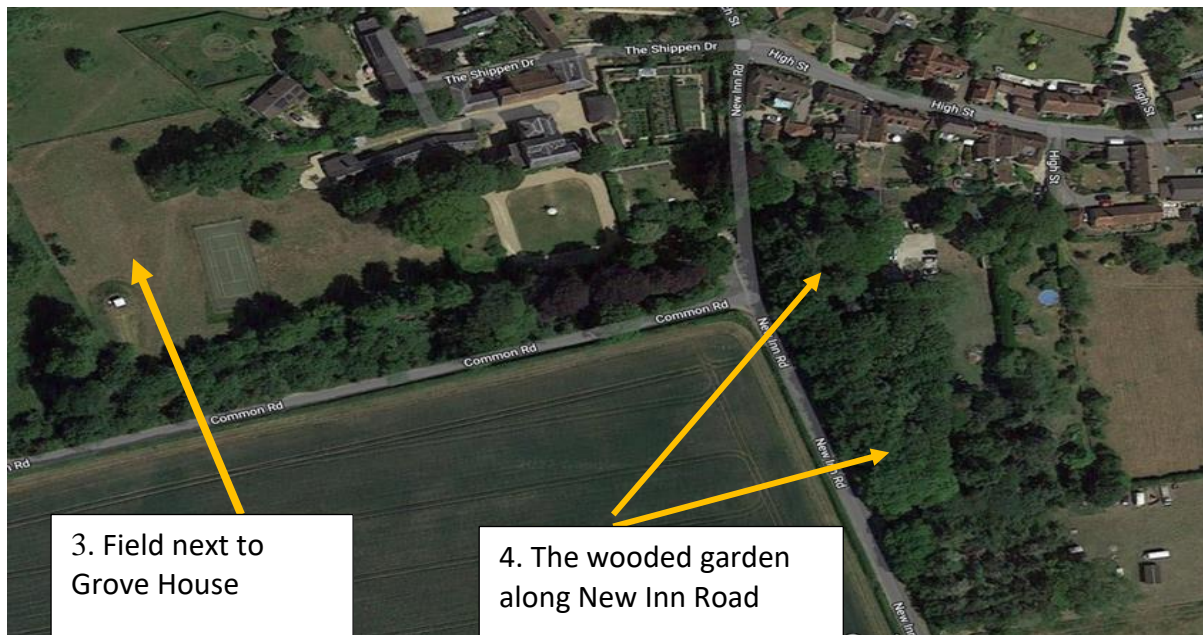 High St
The Shippen Dr
High St
The Shippen Dr
New Inn Rd
High St
High St
High St
Common Rd
Common Rd
New Inn Rd
Common Rd
New Inn Rd
Rd
New Inn
3. Field next to
Grove House
4. The wooded garden
along New Inn Road